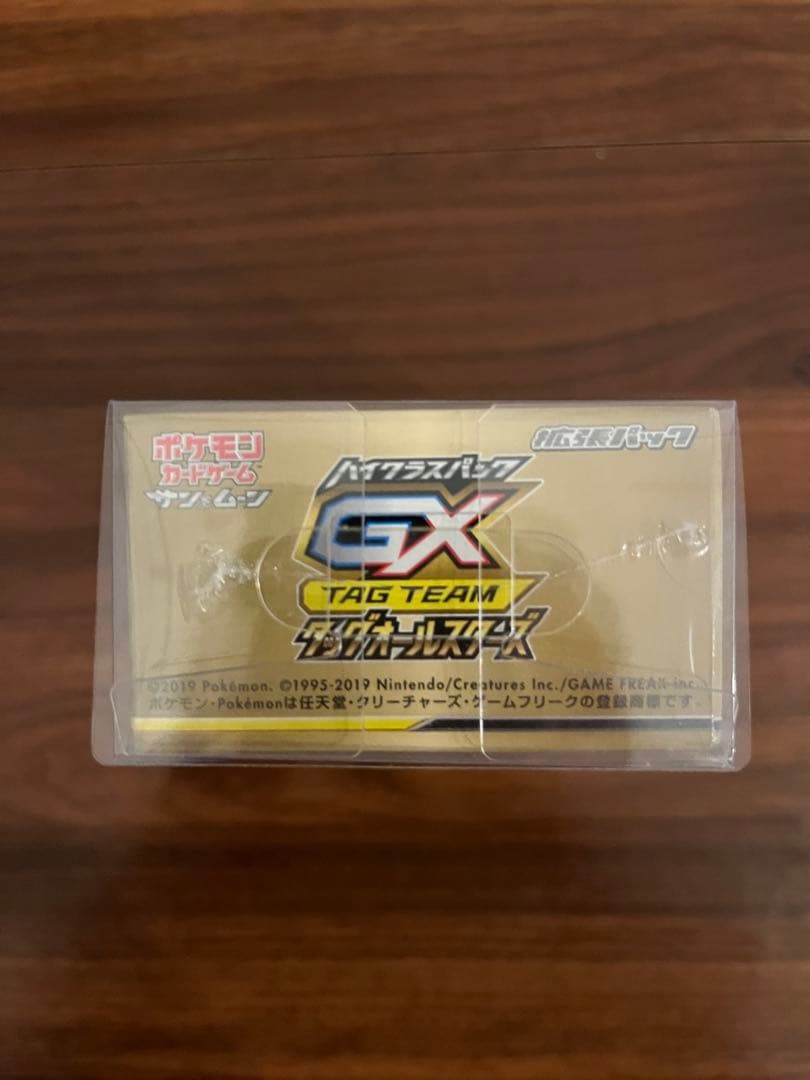 ポケモン
カードゲーム™
サン&ムーン
拡張パック
ハイクラスパック
GX
TAG TEAM
タッグオールスターズ
©2019 Pokémon. ©1995-2019 Nintendo/Creatures Inc./GAME FREAK inc.
ポケモン・Pokémonは任天堂・クリーチャーズ・ゲームフリークの登録商標です。